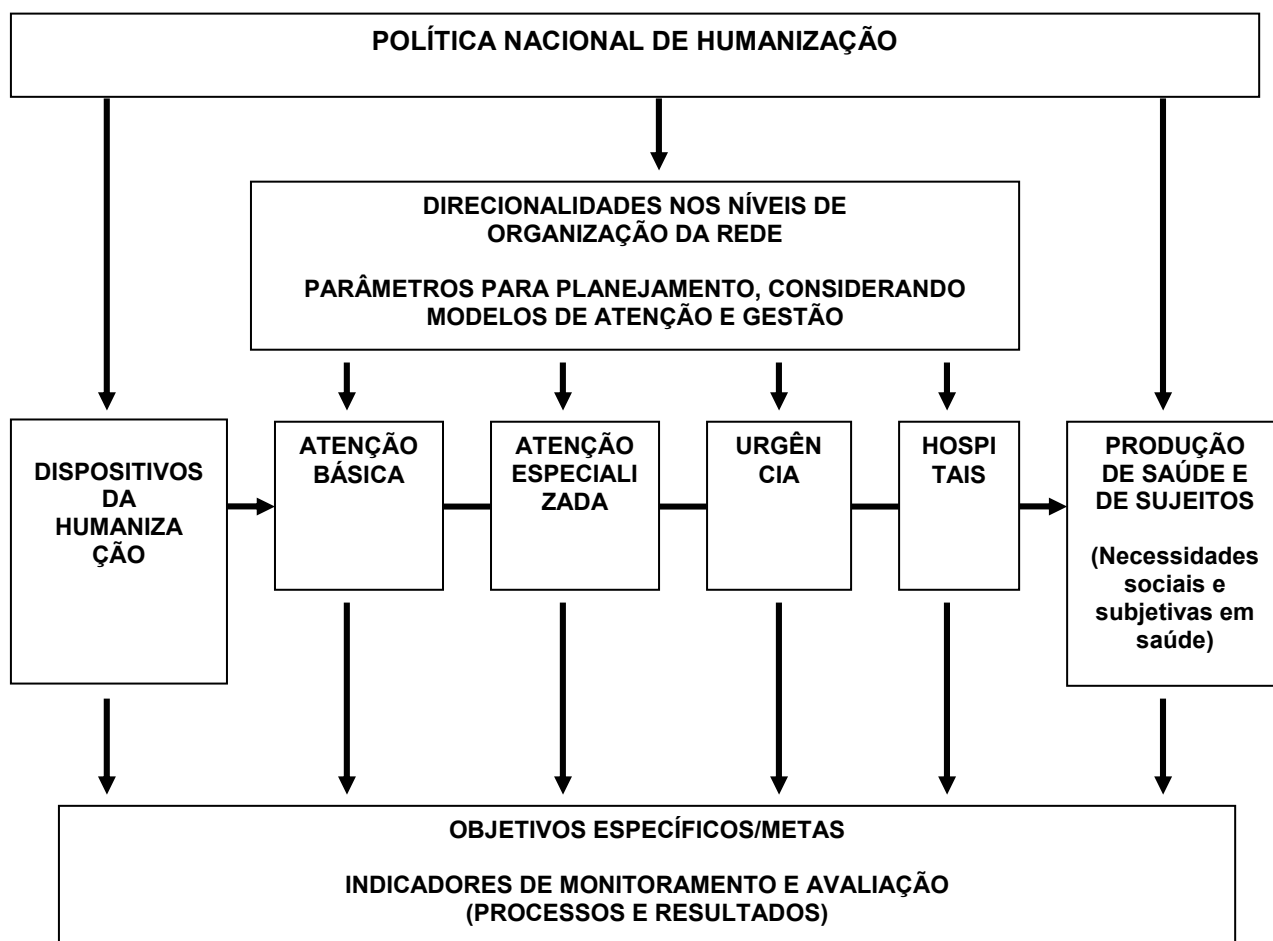 POLÍTICA NACIONAL DE HUMANIZAÇÃO
DIRECIONALIDADES NOS NÍVEIS DE
ORGANIZAÇÃO DA REDE
PARÂMETROS PARA PLANEJAMENTO, CONSIDERANDO
MODELOS DE ATENÇÃO E GESTÃO
DISPOSITIVOS
DA
HUMANIZA
ÇÃO
ATENÇÃO
BÁSICA
ATENÇÃO
ESPECIALI
ZADA
URGÊN
CIA
HOSPI
TAIS
PRODUÇÃO
DE SAÚDE E
DE SUJEITOS
(Necessidades
sociais e
subjetivas em
saúde)
OBJETIVOS ESPECÍFICOS/METAS
INDICADORES DE MONITORAMENTO E AVALIAÇÃO
(PROCESSOS E RESULTADOS)